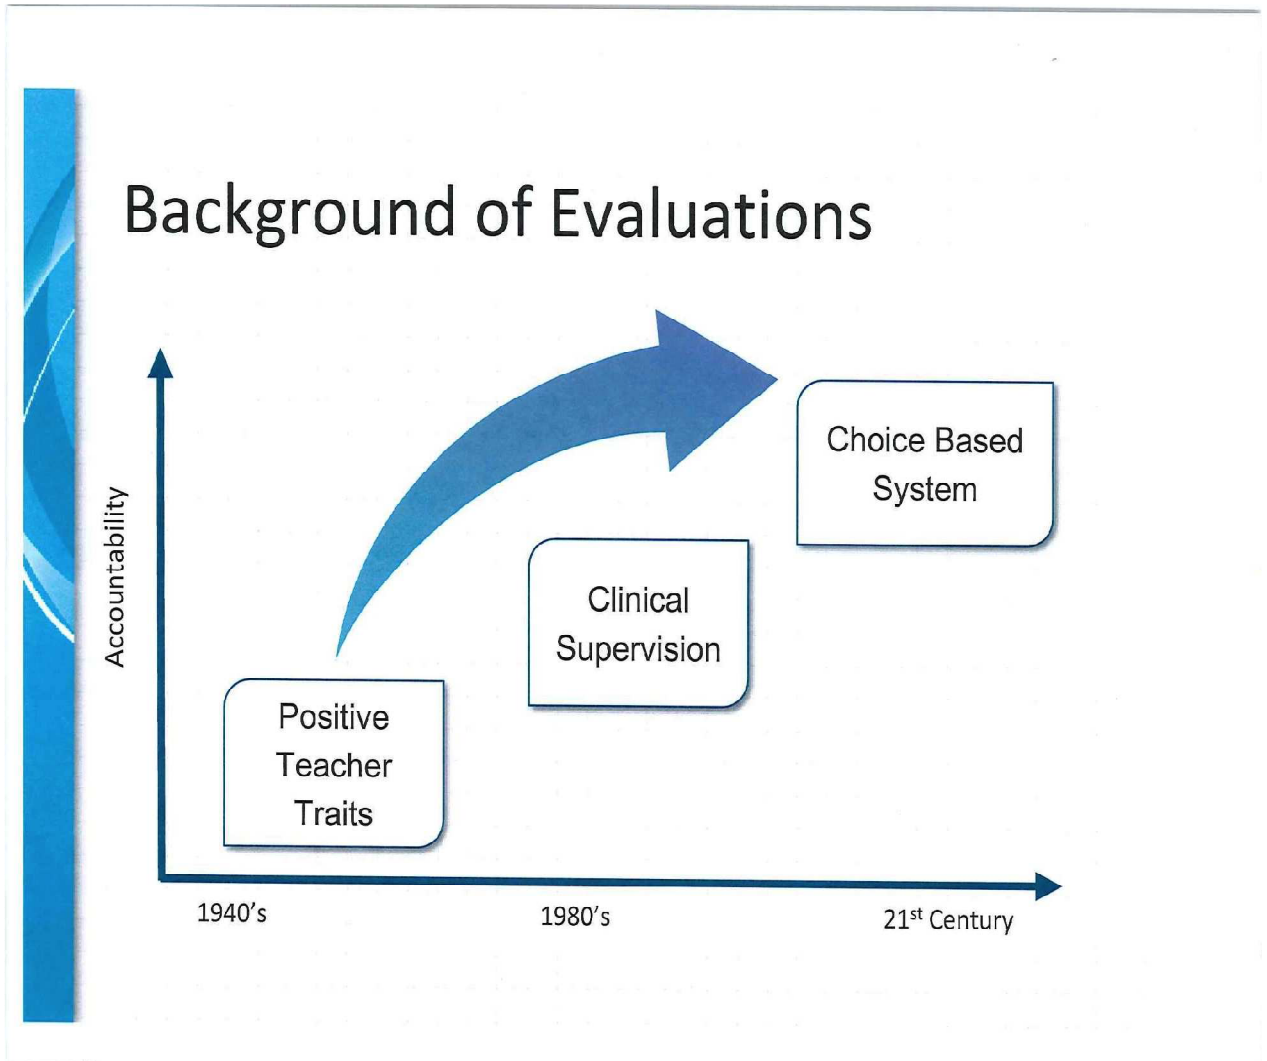 Background of Evaluations
Accountability
Choice Based
System
Clinical
Supervision
Positive
Teacher
Traits
1940's
1980's
21st Century